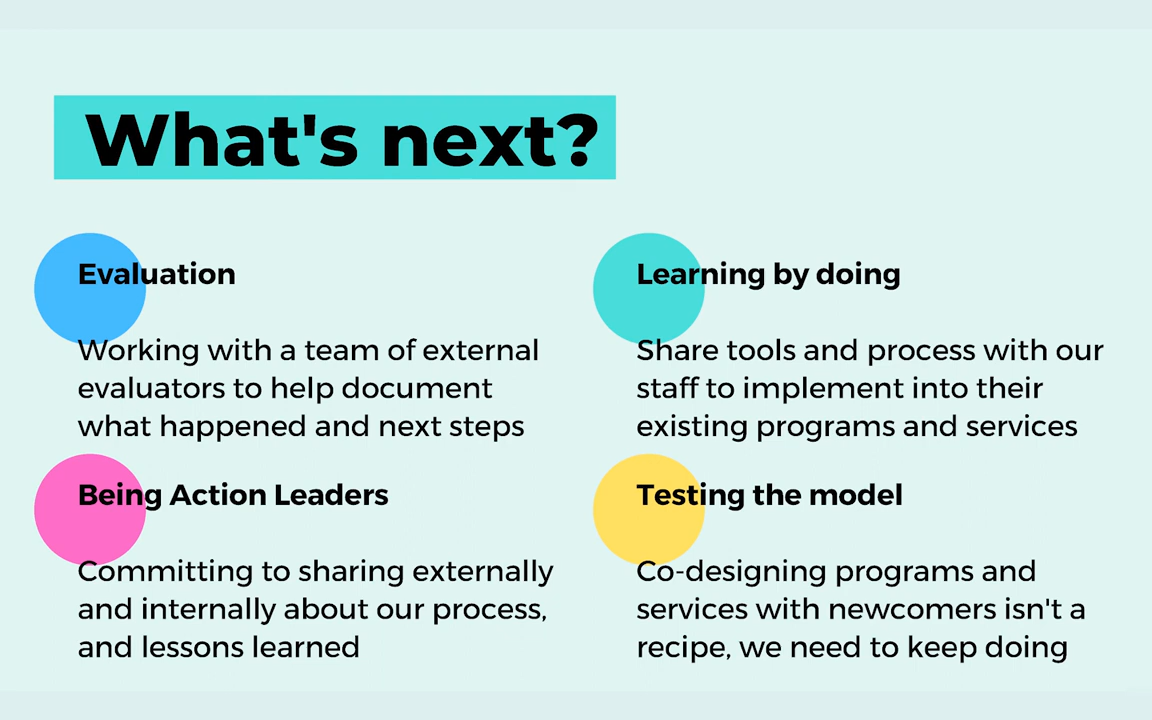 What's next?
Evaluation
Working with a team of external
evaluators to help document
what happened and next steps
Learning by doing
Share tools and process with our
staff to implement into their
existing programs and services
Being Action Leaders
Committing to sharing externally
and internally about our process,
and lessons learned
Testing the model
Co-designing programs and
services with newcomers isn't a
recipe, we need to keep doing